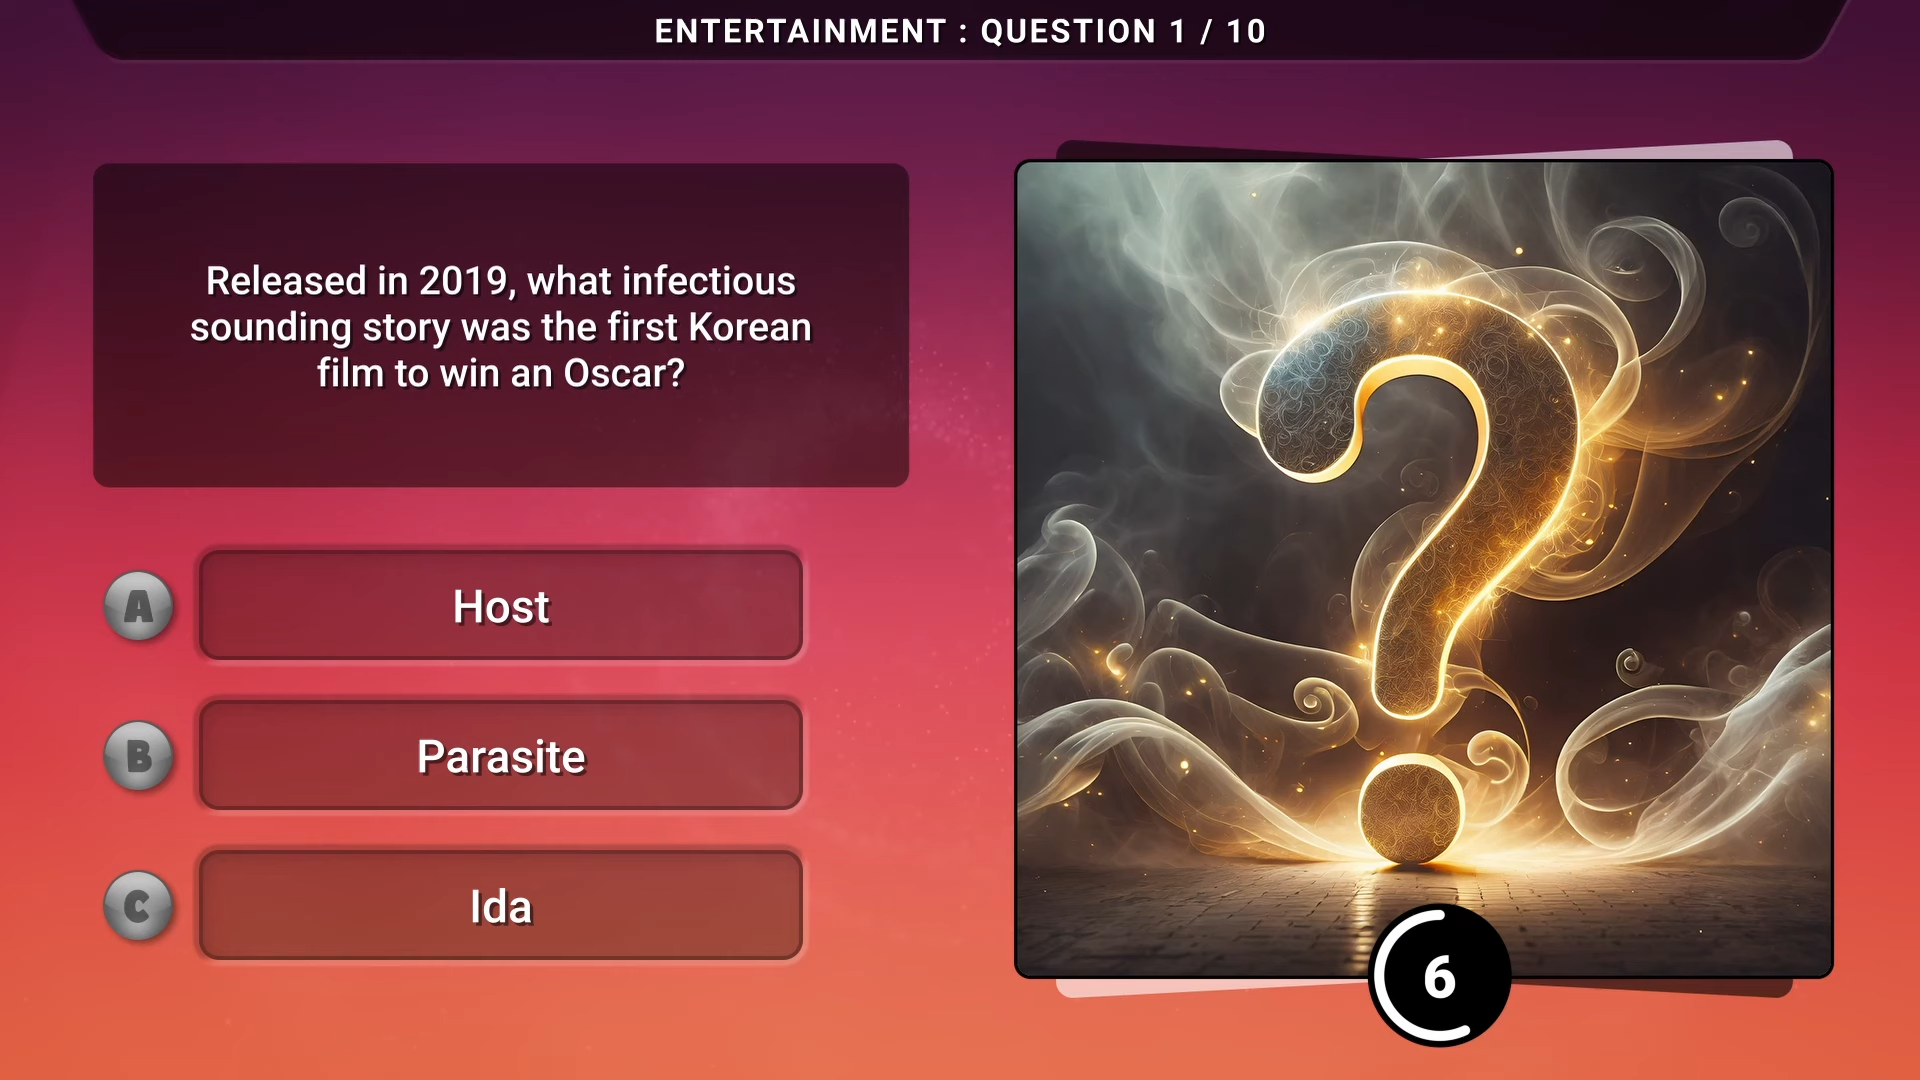 ENTERTAINMENT : QUESTION 1 / 10
Released in 2019, what infectious
sounding story was the first Korean
film to win an Oscar?
A
Host
B
Parasite
C
Ida
6